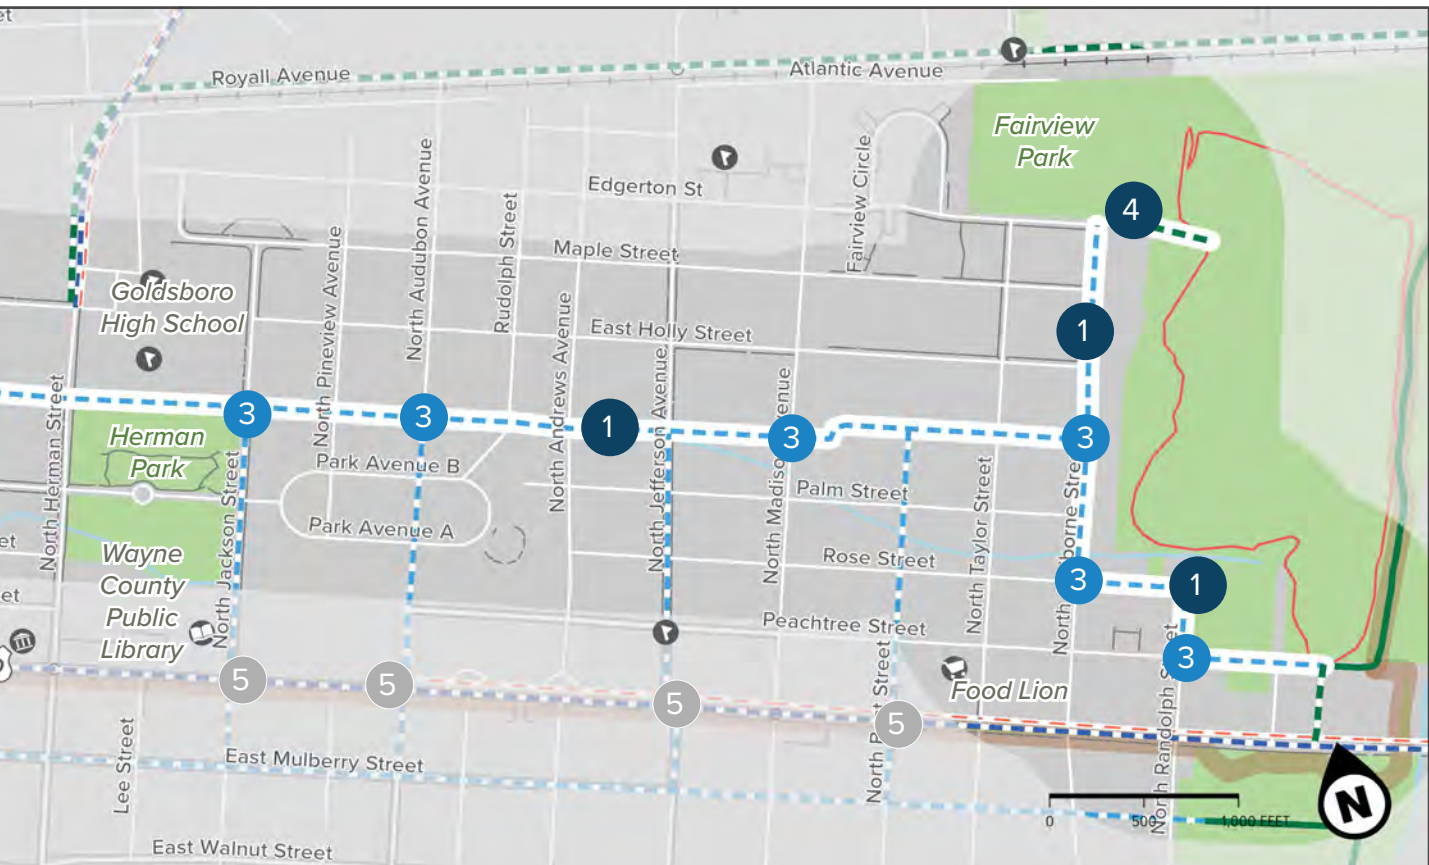 et
Royall Avenue
Atlantic Avenue
Fairview
Park
Edgerton St
Fairview Circle
4
Maple Street
North Audubon Avenue
Rudolph Street
North Pineview Avenue
Goldsboro
High School
East Holly Street
1
North Andrews Avenue
North Jefferson Avenue
North Herman Street
3
3
1
3
3
Herman
Park
Park Avenue B
Palm Street
Park Avenue A
North Jackson Street
North Taylor Street
et
Wayne
County
Public
Library
Rose Street
3
1
et
Peachtree Street
3
5
5
5
5
Food Lion
North Randolph Street
Lee Street
East Mulberry Street
0
500
1,000 FEET
N
East Walnut Street